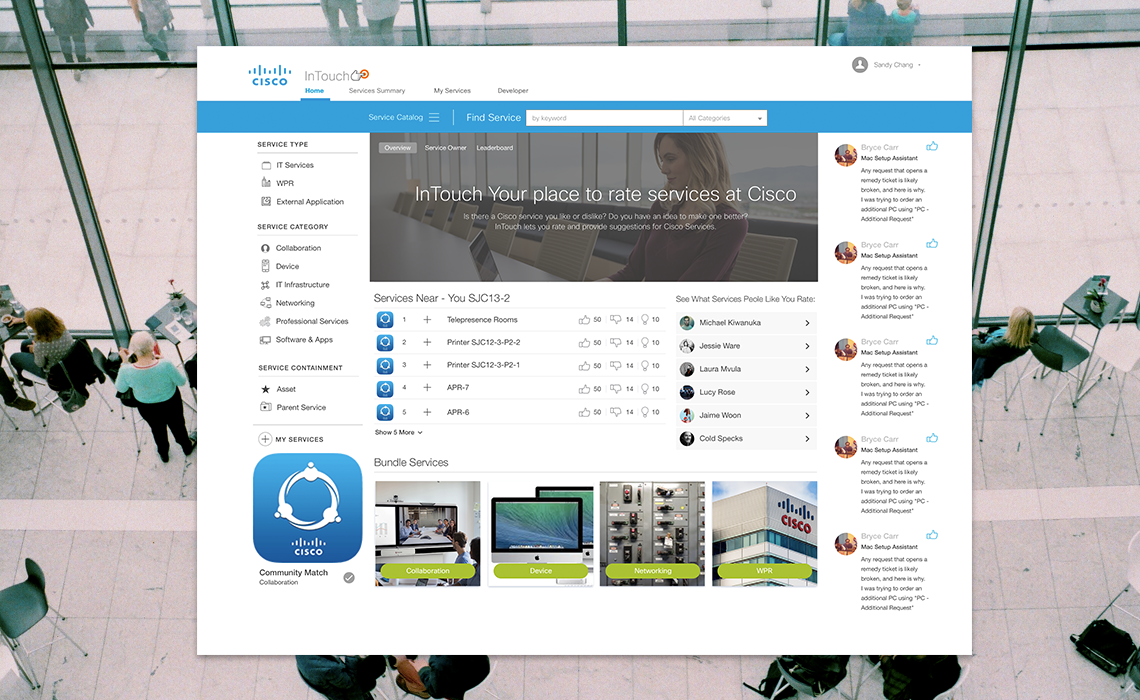 CISCO
InTouch
Sandy Chang
Home
Services Summary
My Services
Developer
Service Catalog
Find Service
by keyword
All Categories
SERVICE TYPE
IT Services
WPR
External Application
SERVICE CATEGORY
Collaboration
Device
IT Infrastructure
Networking
Professional Services
Software & Apps
SERVICE CONTAINMENT
Asset
Parent Service
MY SERVICES
CISCO
Community Match
Collaboration
Overview
Service Owner
Leaderboard
InTouch Your place to rate services at Cisco
Is there a Cisco service you like or dislike? Do you have an idea to make one better?
InTouch lets you rate and provide suggestions for Cisco Services.
Services Near - You SJC13-2
1 Telepresence Rooms 50 14 10
2 Printer SJC12-3-P2-2 50 14 10
3 Printer SJC12-3-P2-1 50 14 10
4 APR-7 50 14 10
5 APR-6 50 14 10
Show 5 More
See What Services Peole Like You Rate:
Michael Kiwanuka
Jessie Ware
Laura Mvula
Lucy Rose
Jaime Woon
Cold Specks
Bundle Services
Collaboration
Device
Networking
CISCO
WPR
Bryce Carr
Mac Setup Assistant
Any request that opens a
remedy ticket is likely
broken, and here is why.
I was trying to order an
additional PC using "PC -
Additional Request"
Bryce Carr
Mac Setup Assistant
Any request that opens a
remedy ticket is likely
broken, and here is why.
I was trying to order an
additional PC using "PC -
Additional Request"
Bryce Carr
Mac Setup Assistant
Any request that opens a
remedy ticket is likely
broken, and here is why.
I was trying to order an
additional PC using "PC -
Additional Request"
Bryce Carr
Mac Setup Assistant
Any request that opens a
remedy ticket is likely
broken, and here is why.
I was trying to order an
additional PC using "PC -
Additional Request"
Bryce Carr
Mac Setup Assistant
Any request that opens a
remedy ticket is likely
broken, and here is why.
I was trying to order an
additional PC using "PC -
Additional Request"